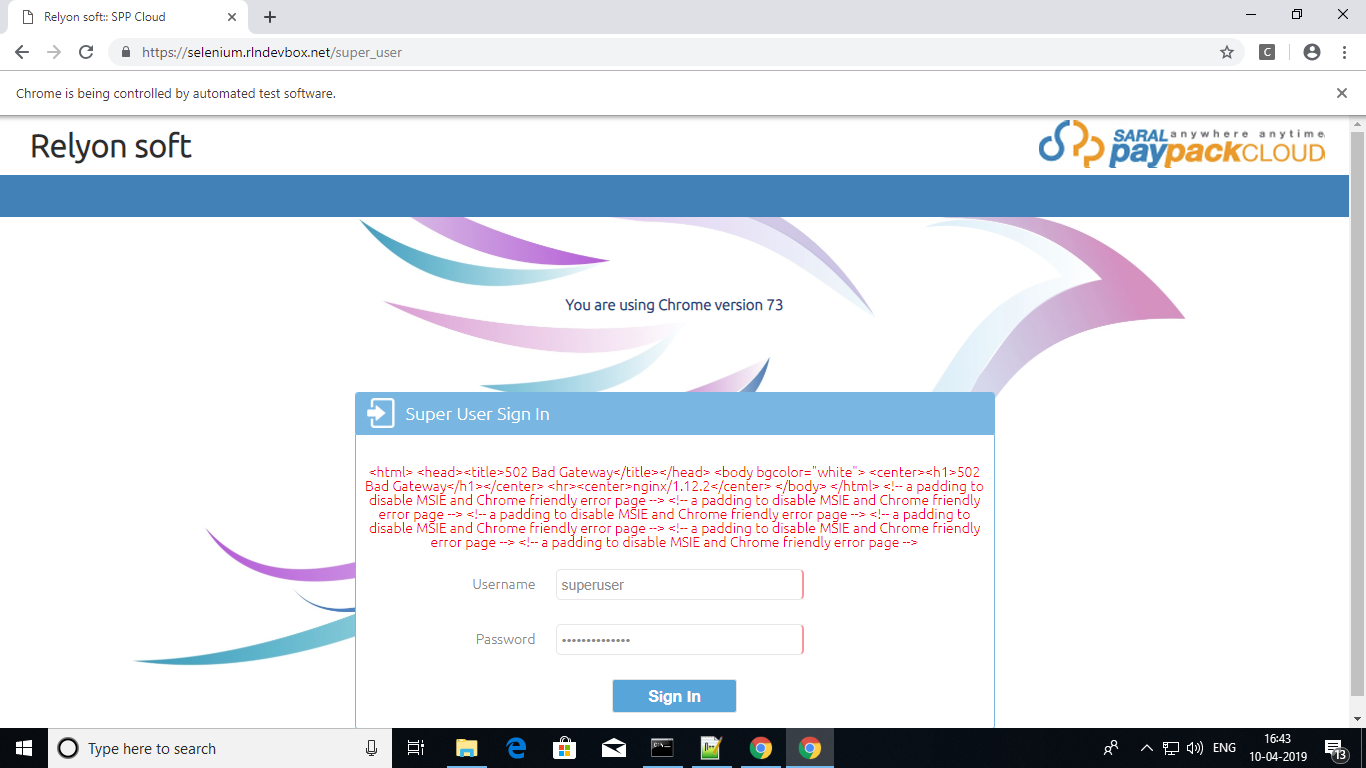 Relyon soft:: SPP Cloud
https://selenium.rlndevbox.net/super_user
C
Chrome is being controlled by automated test software.
Relyon soft
SARAL anywhere anytime
paypackCLOUD
You are using Chrome version 73
Super User Sign In
<html> <head><title>502 Bad Gateway</title></head> <body bgcolor="white"> <center><h1>502
Bad Gateway</h1></center> <hr><center>nginx/1.12.2</center> </body> </html> <!-- a padding to
disable MSIE and Chrome friendly error page --> <!-- a padding to disable MSIE and Chrome friendly
error page --> <!-- a padding to disable MSIE and Chrome friendly error page --> <!-- a padding to
disable MSIE and Chrome friendly error page --> <!-- a padding to disable MSIE and Chrome friendly
error page --> <!-- a padding to disable MSIE and Chrome friendly error page -->
Username superuser
Password ••••••••••••••
Sign In
Type here to search
ENG
16:43
10-04-2019
13